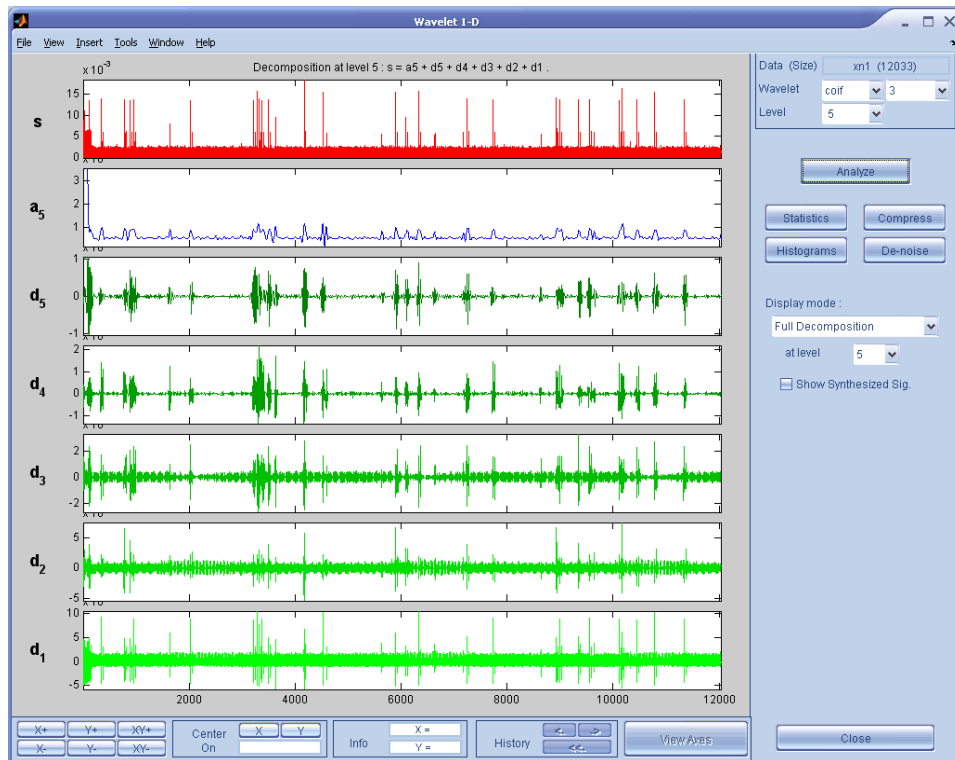 Wavelet 1-D
File View Insert Tools Window Help
Decomposition at level 5 : s = a5 + d5 + d4 + d3 + d2 + d1 .
x 10^-3
s
15
10
5
0
a5
3
2
1
d5
1
0
-1
d4
2
1
0
-1
d3
2
0
-2
d2
5
0
-5
d1
10
5
0
-5
2000 4000 6000 8000 10000 12000
Data (Size) xn1 (12033)
Wavelet coif 3
Level 5
Analyze
Statistics Compress
Histograms De-noise
Display mode :
Full Decomposition
at level 5
Show Synthesized Sig.
X+ Y+ XY+
X- Y- XY-
Center On
X Y
Info
X =
Y =
History
<- ->
<<-
View Axes
Close